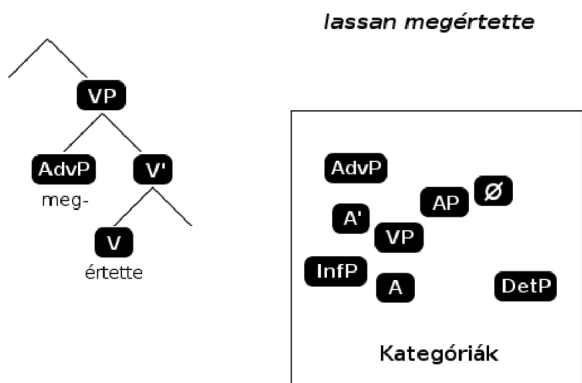 lassan megértette
VP
AdvP V'
meg-
V
értette
AdvP
AP Ø
A'
VP
InfP
A DetP
Kategóriák